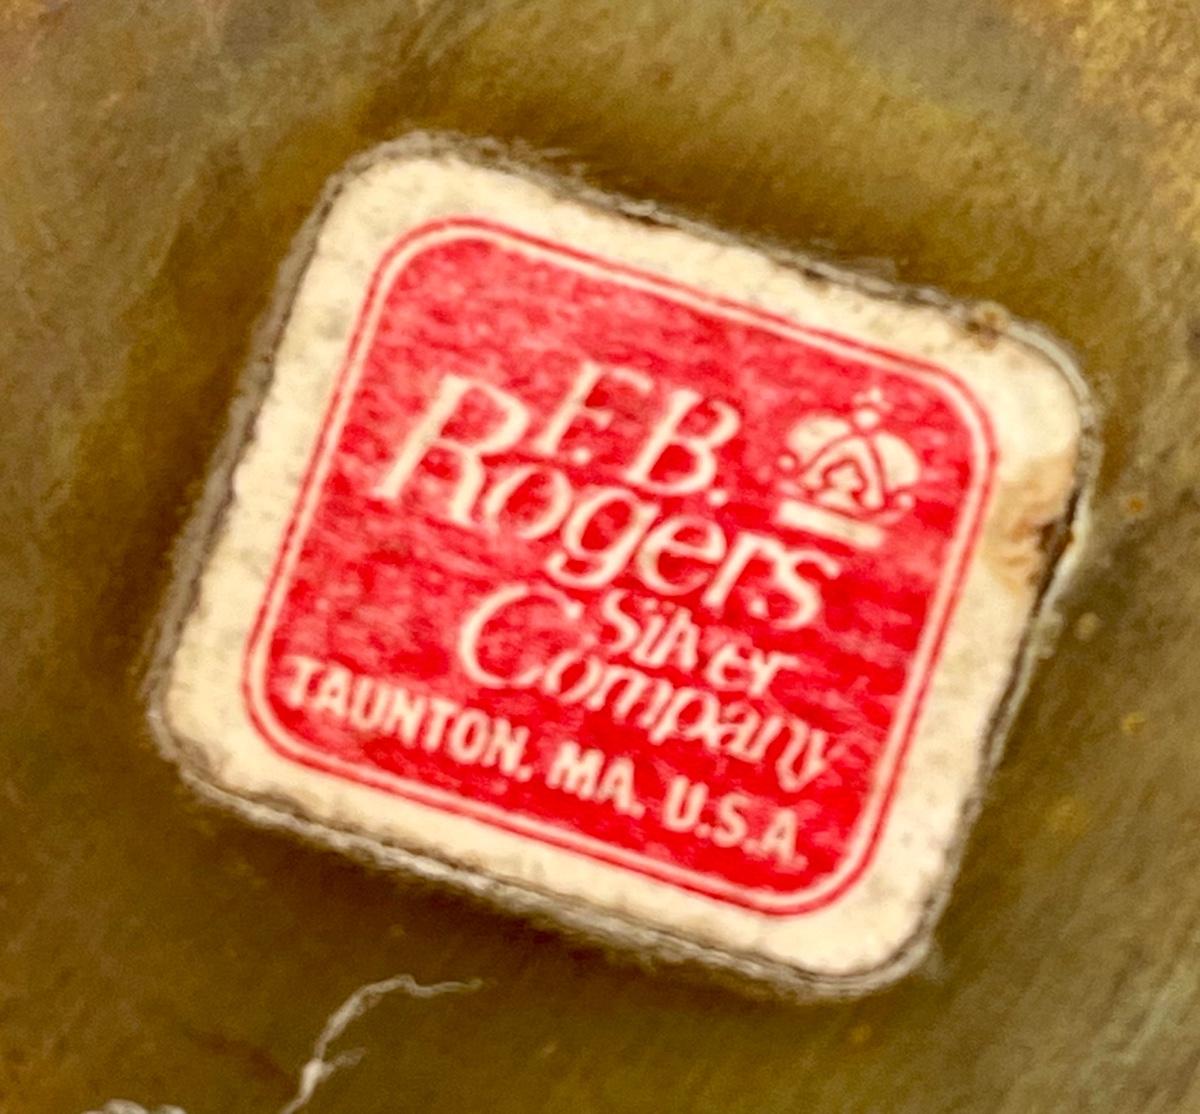 F.B.
Rogers
Silver
Company
TAUNTON, MA. U.S.A.